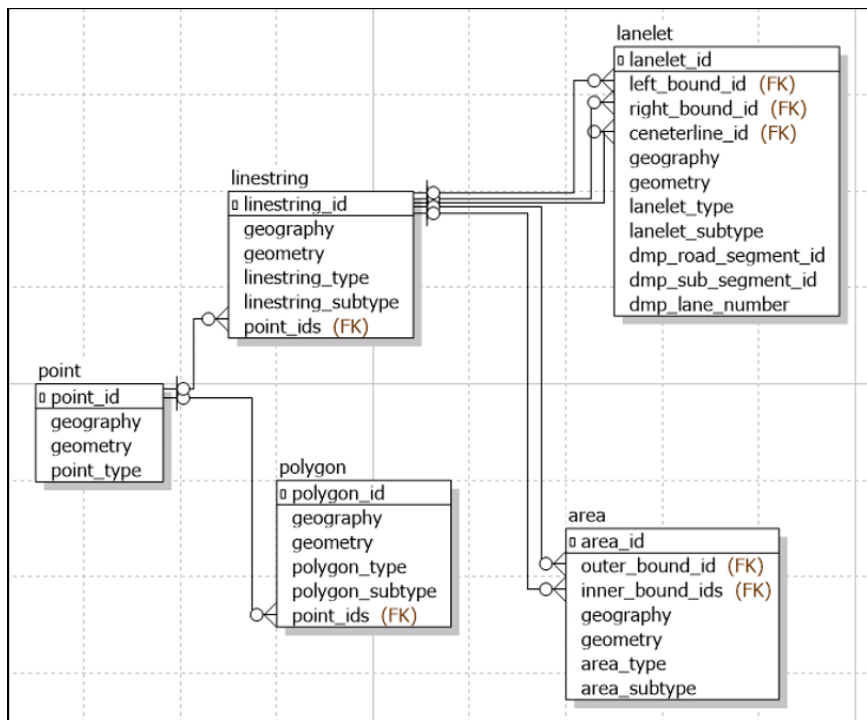 lanelet
lanelet_id
left_bound_id (FK)
right_bound_id (FK)
ceneterline_id (FK)
geography
geometry
lanelet_type
lanelet_subtype
dmp_road_segment_id
dmp_sub_segment_id
dmp_lane_number
linestring
linestring_id
geography
geometry
linestring_type
linestring_subtype
point_ids (FK)
point
point_id
geography
geometry
point_type
polygon
polygon_id
geography
geometry
polygon_type
polygon_subtype
point_ids (FK)
area
area_id
outer_bound_id (FK)
inner_bound_ids (FK)
geography
geometry
area_type
area_subtype